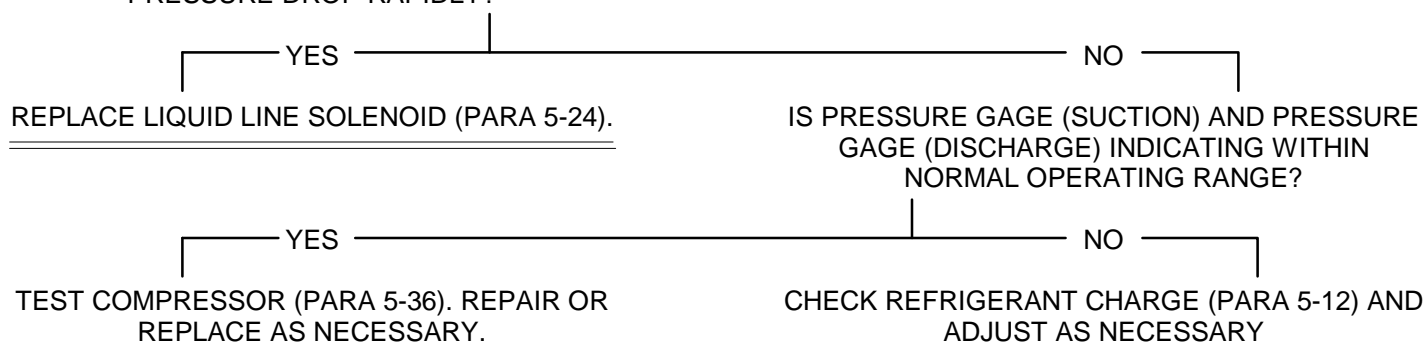 PRESSURE DROP RAPIDLY?
YES
NO
REPLACE LIQUID LINE SOLENOID (PARA 5-24).
IS PRESSURE GAGE (SUCTION) AND PRESSURE
GAGE (DISCHARGE) INDICATING WITHIN
NORMAL OPERATING RANGE?
YES
NO
TEST COMPRESSOR (PARA 5-36). REPAIR OR
REPLACE AS NECESSARY.
CHECK REFRIGERANT CHARGE (PARA 5-12) AND
ADJUST AS NECESSARY